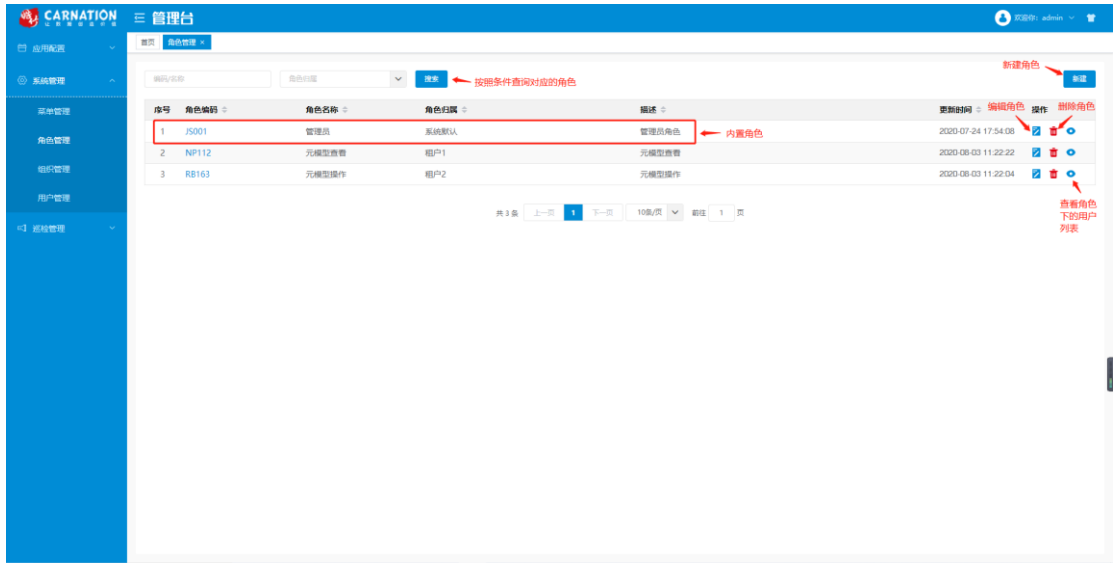 CARNATION
让数据创造价值
管理台
欢迎你: admin
应用配置
首页 角色管理 ×
新建角色
系统管理
编码/名称 角色归属 搜索 按照条件查询对应的角色 新建
菜单管理
序号 角色编码 角色名称 角色归属 描述 更新时间 编辑角色 操作 删除角色
1 JS001 管理员 系统默认 管理员角色 内置角色 2020-07-24 17:54:08
角色管理
2 NP112 元模型查看 租户1 元模型查看 2020-08-03 11:22:22
组织管理
3 RB163 元模型操作 租户2 元模型操作 2020-08-03 11:22:04
用户管理
查看角色
下的用户
列表
共 3 条 上一页 1 下一页 10条/页 前往 1 页
巡检管理